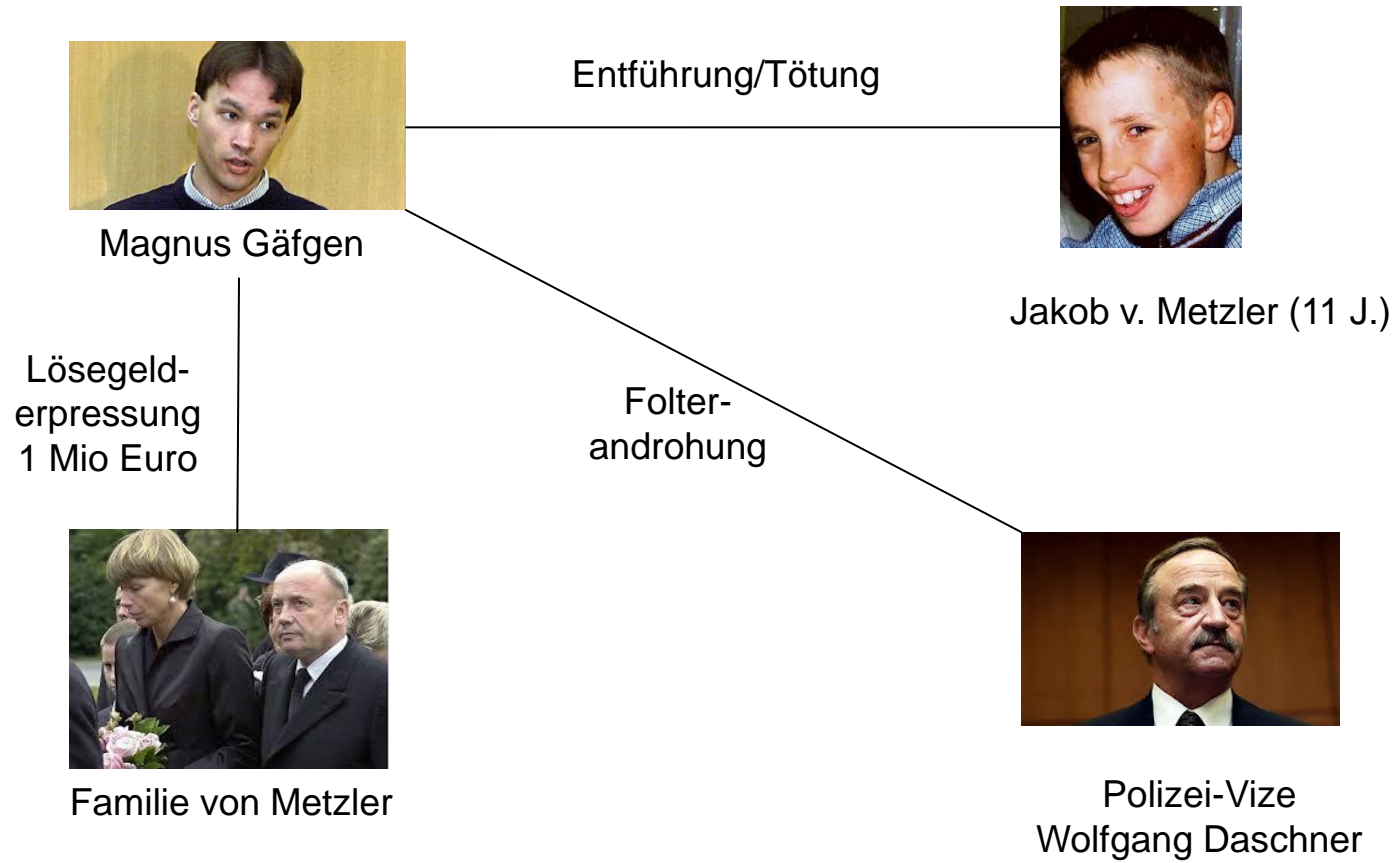 Entführung/Tötung
Magnus Gäfgen
Jakob v. Metzler (11 J.)
Lösegeld-
erpressung
1 Mio Euro
Folter-
androhung
Familie von Metzler
Polizei-Vize
Wolfgang Daschner